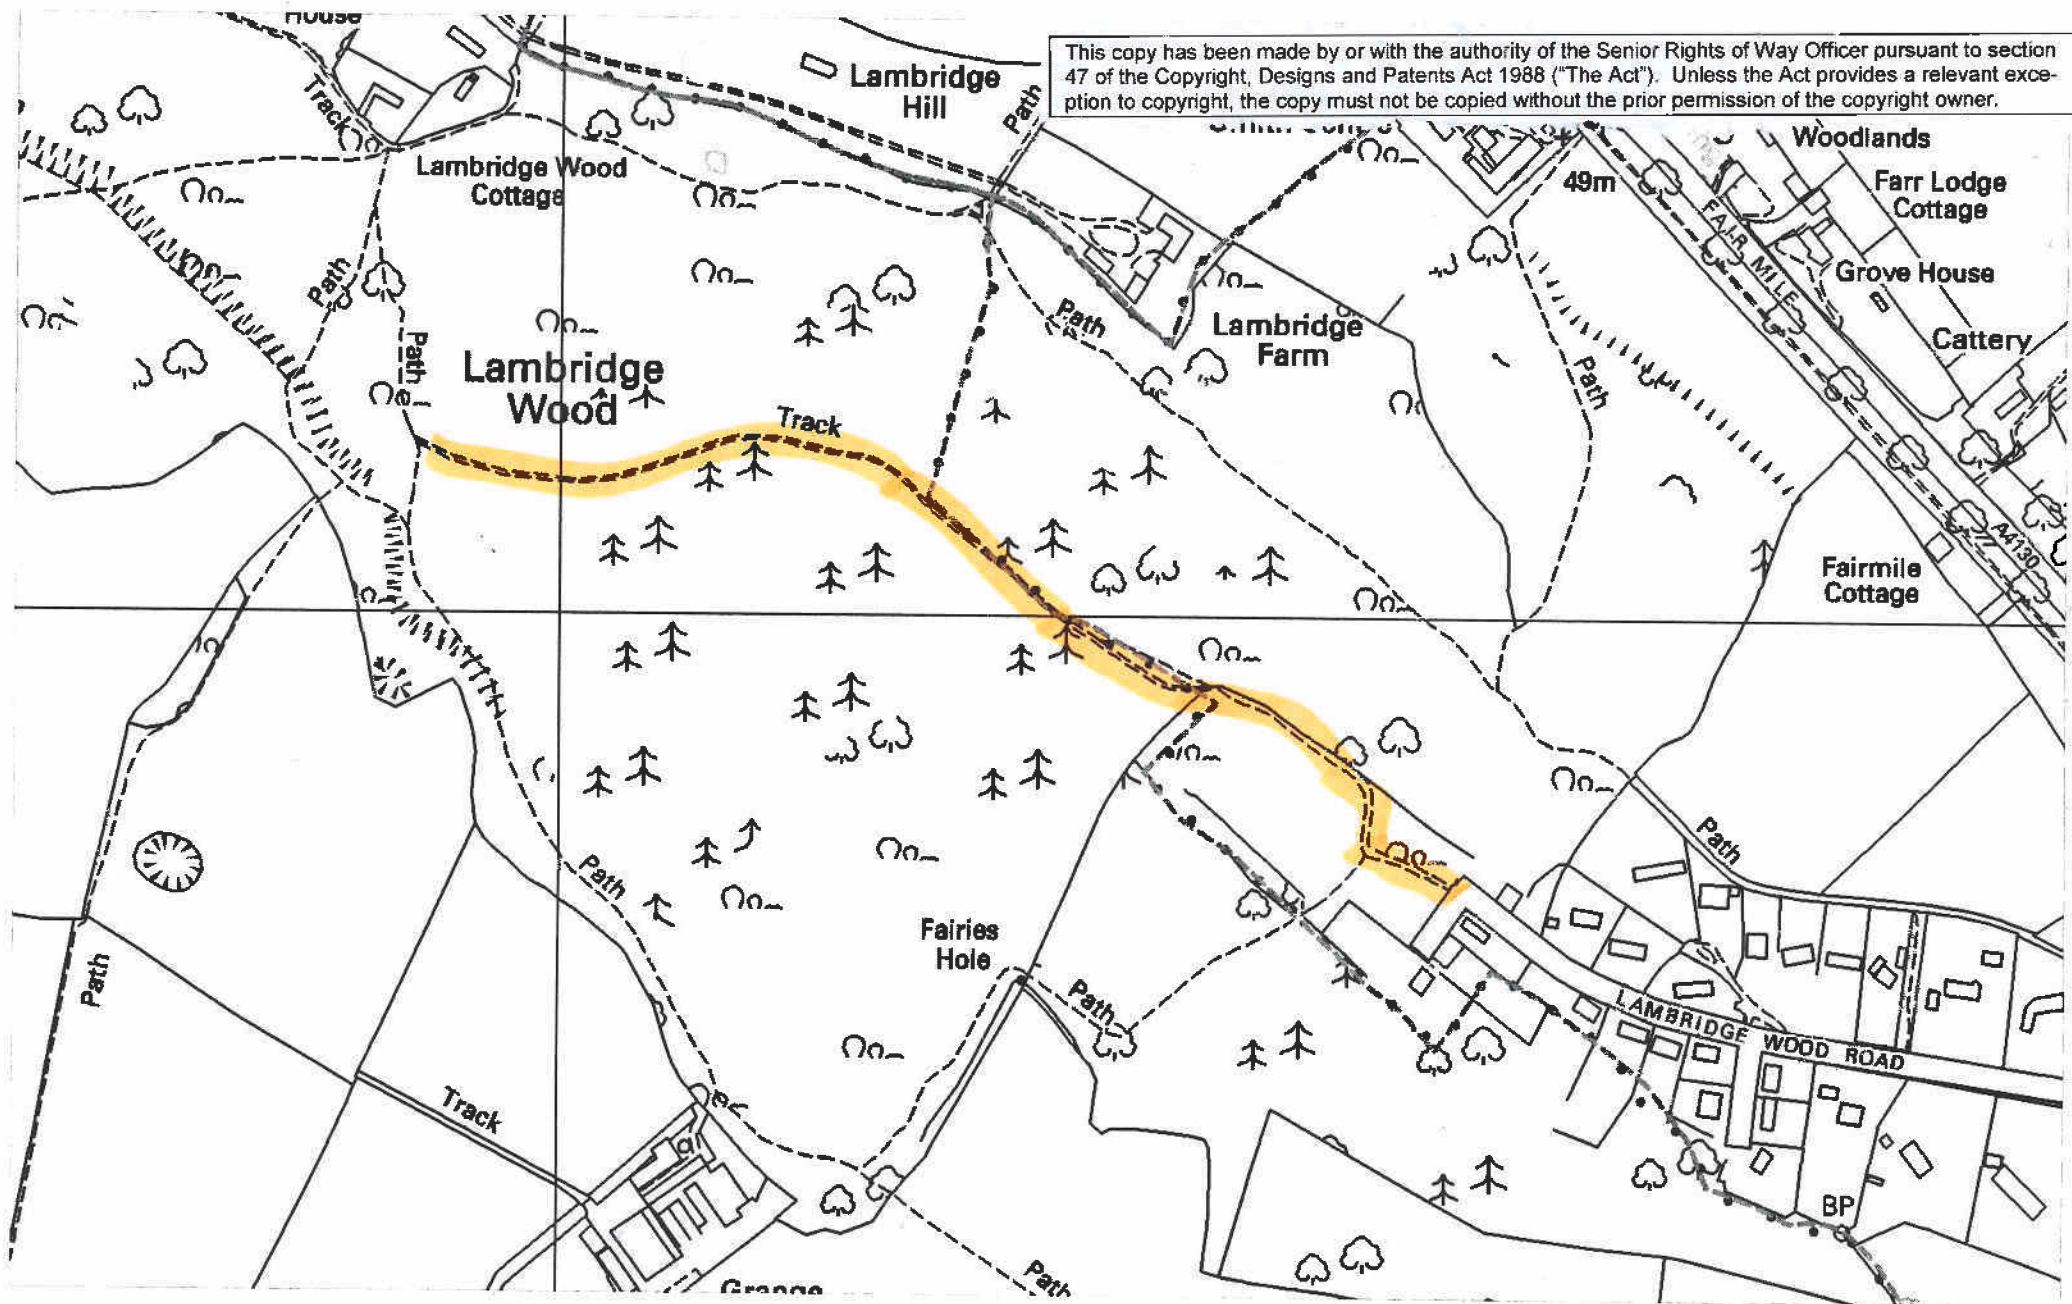 House
This copy has been made by or with the authority of the Senior Rights of Way Officer pursuant to section
47 of the Copyright, Designs and Patents Act 1988 ("The Act"). Unless the Act provides a relevant exce-
ption to copyright, the copy must not be copied without the prior permission of the copyright owner.
Lambridge
Hill
Path
Track
Woodlands
Lambridge Wood
Cottage
49m
Farr Lodge
Cottage
FAIR MILE
Grove House
Path
Path
Lambridge
Farm
Cattery
Path
Path
Lambridge
Wood
Track
A4130
Fairmile
Cottage
Path
Path
Fairies
Hole
Path
Path
LAMBRIDGE WOOD ROAD
Track
BP
Grange
Path